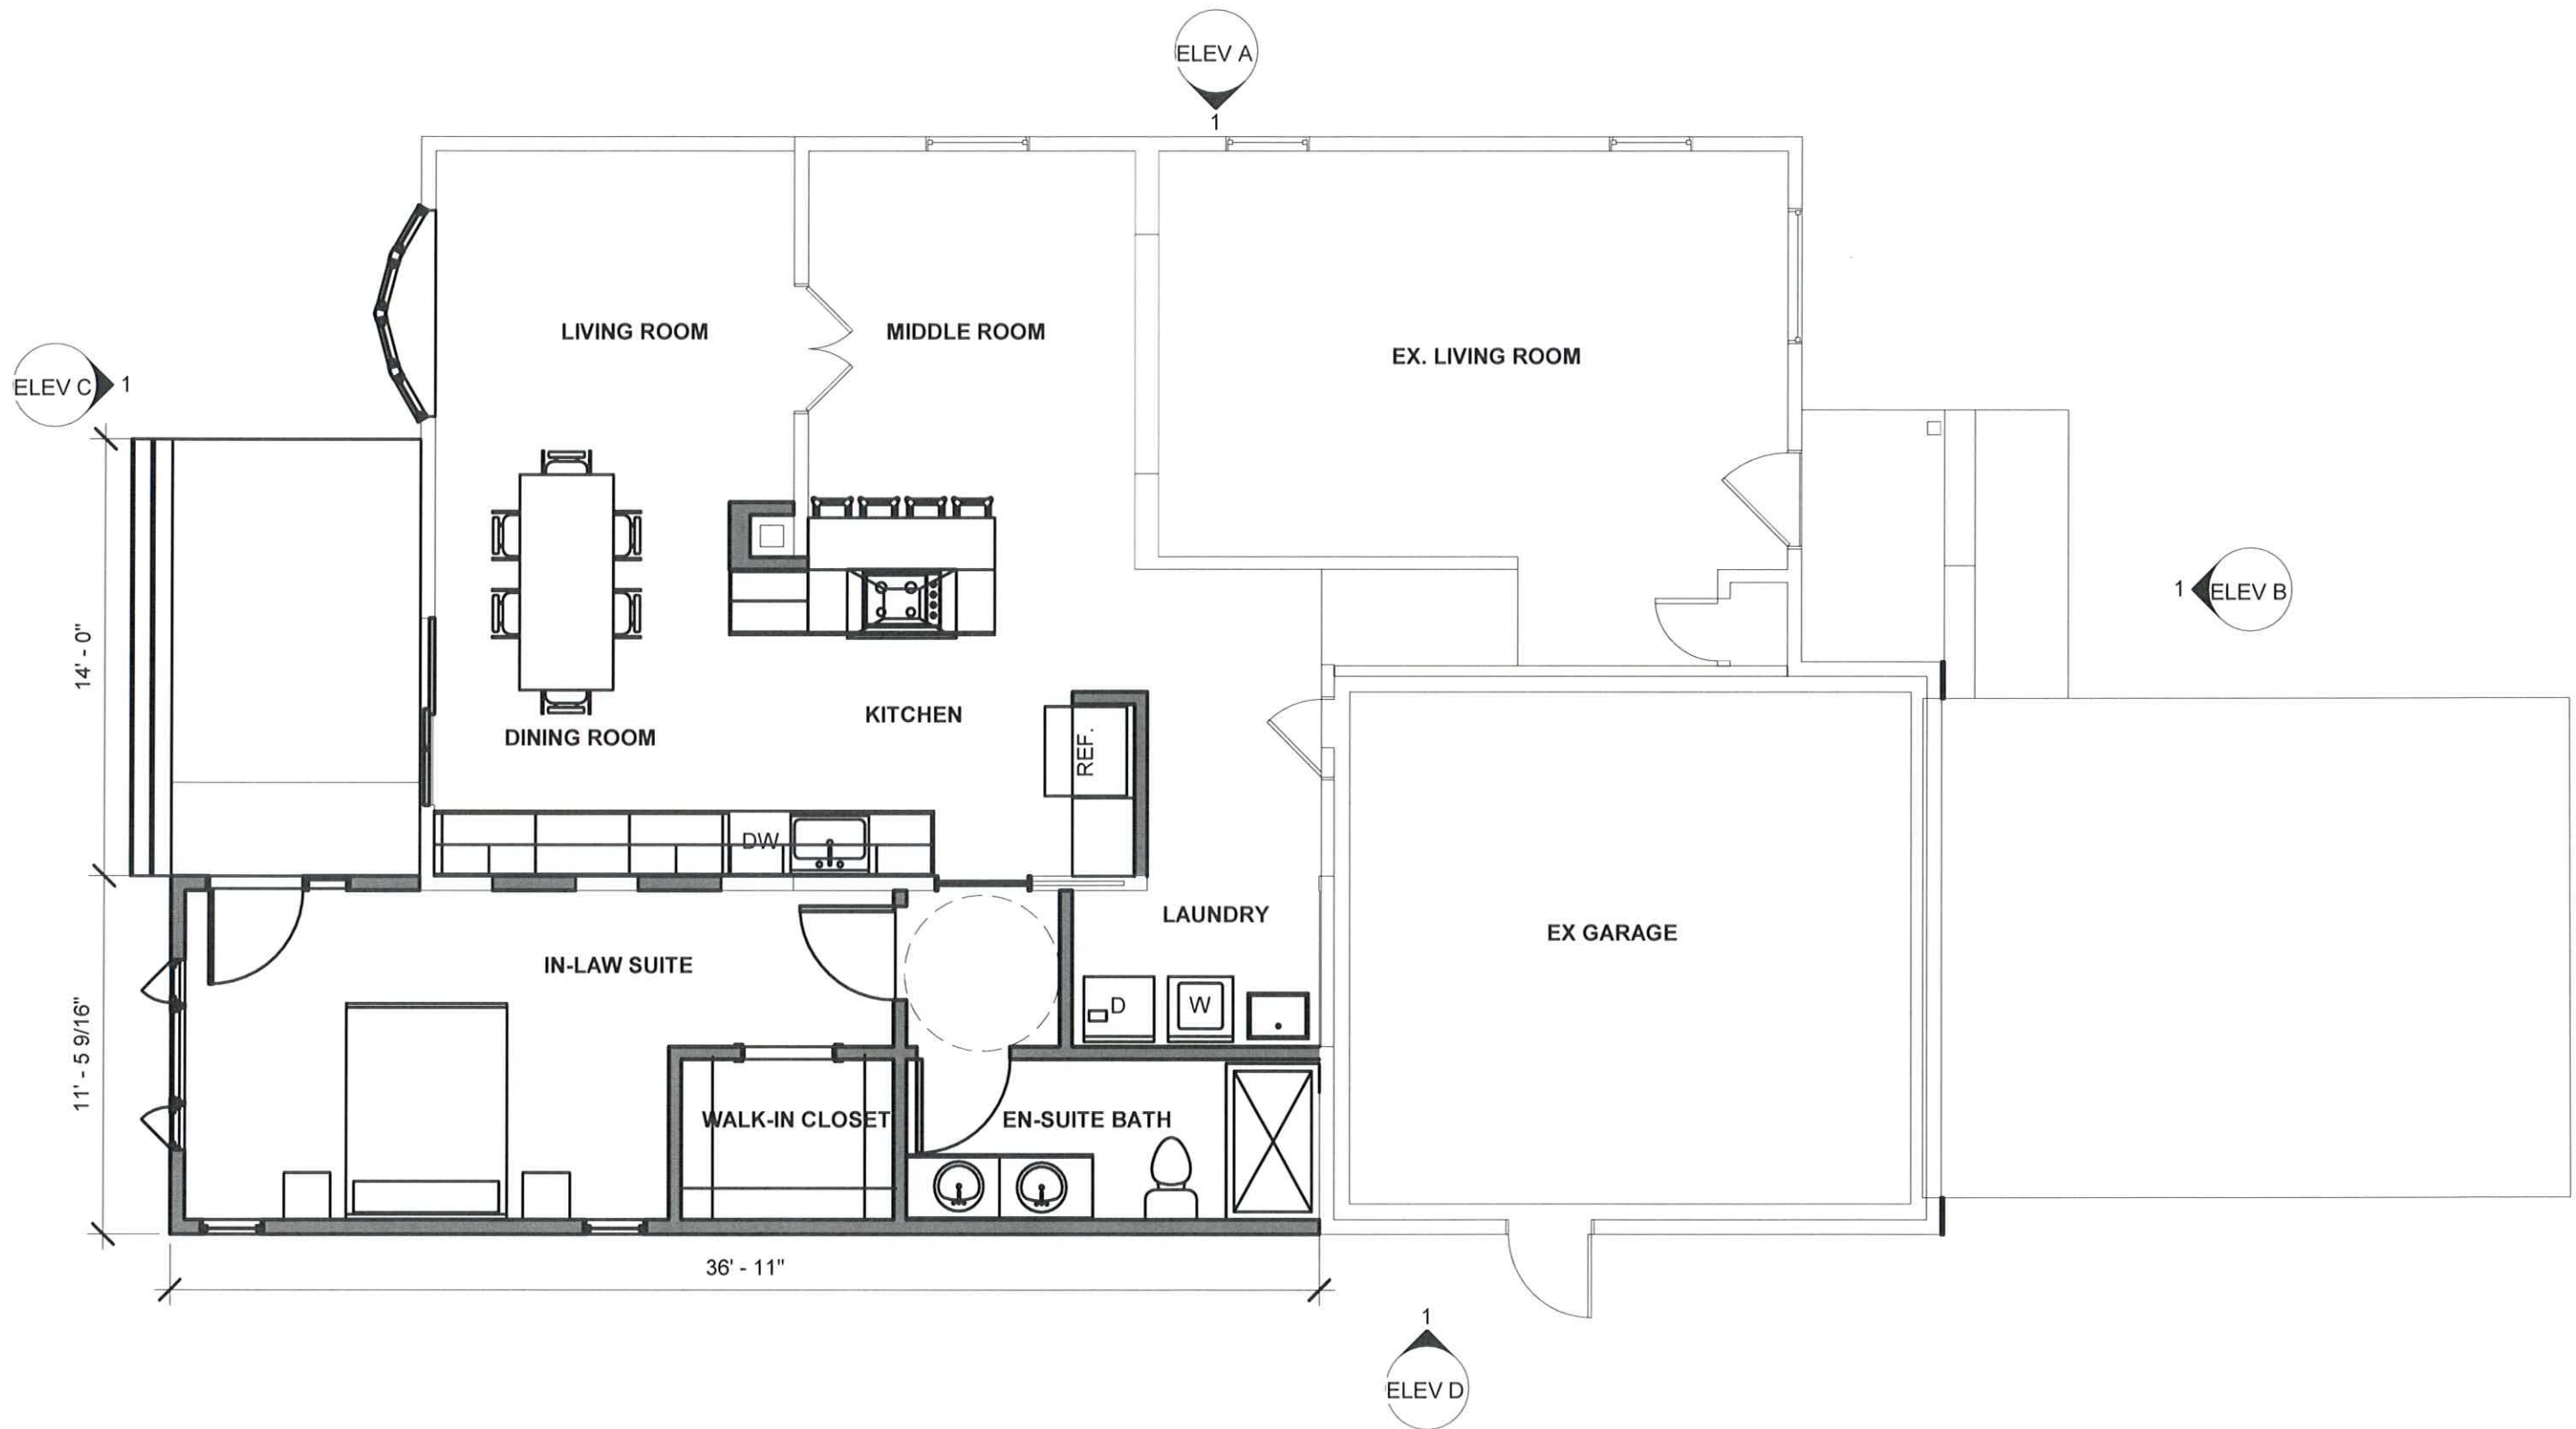 ELEV A
1
LIVING ROOM
MIDDLE ROOM
EX. LIVING ROOM
ELEV C
1
1
ELEV B
14' - 0"
DINING ROOM
KITCHEN
REF.
DW
LAUNDRY
EX GARAGE
IN-LAW SUITE
D
W
11' - 5 9/16"
WALK-IN CLOSET
EN-SUITE BATH
36' - 11"
1
ELEV D